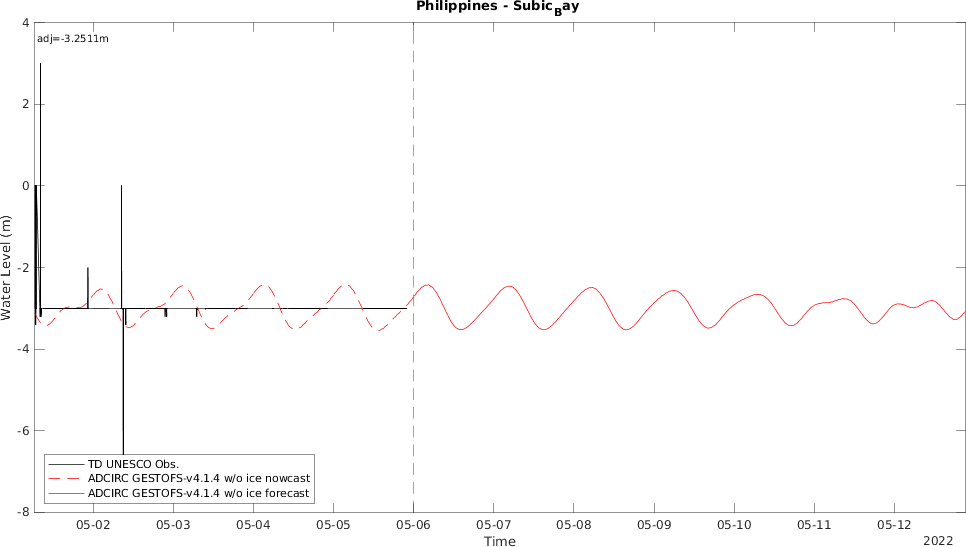 Philippines - Subic_Bay
adj=-3.2511m
4
2
0
-2
-4
-6
-8
Water Level (m)
TD UNESCO Obs.
ADCIRC GESTOFS-v4.1.4 w/o ice nowcast
ADCIRC GESTOFS-v4.1.4 w/o ice forecast
05-02 05-03 05-04 05-05 05-06 05-07 05-08 05-09 05-10 05-11 05-12
Time
2022